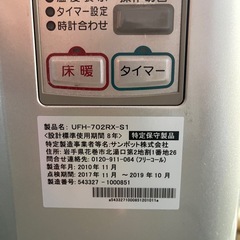 タイマー設定
時計合わせ
床暖
タイマー
製品名： UFH-702RX-S1
<設計標準使用期間 8年>
特定保守製品
特定製造事業者等名：サンポット株式会社
住所：岩手県花巻市北湯口第2地割1番地26
問合せ連絡先：0120-911-064（フリーコール）
製造年月：2010年 11月
点検期間：2017年 11月 ～ 2019年 10月
製造番号：543327-1000851